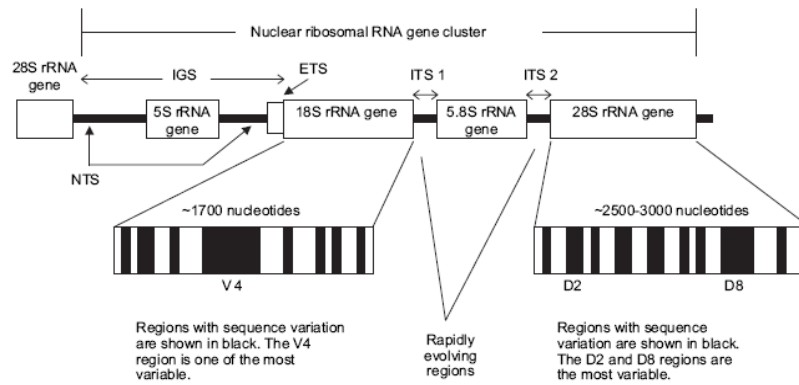 Nuclear ribosomal RNA gene cluster
28S rRNA
gene
IGS
ETS
ITS 1
ITS 2
5S rRNA
gene
18S rRNA gene
5.8S rRNA
gene
28S rRNA gene
NTS
~1700 nucleotides
~2500-3000 nucleotides
V4
D2
D8
Regions with sequence variation
are shown in black. The V4
region is one of the most
variable.
Rapidly
evolving
regions
Regions with sequence
variation are shown in black.
The D2 and D8 regions are
the most variable.